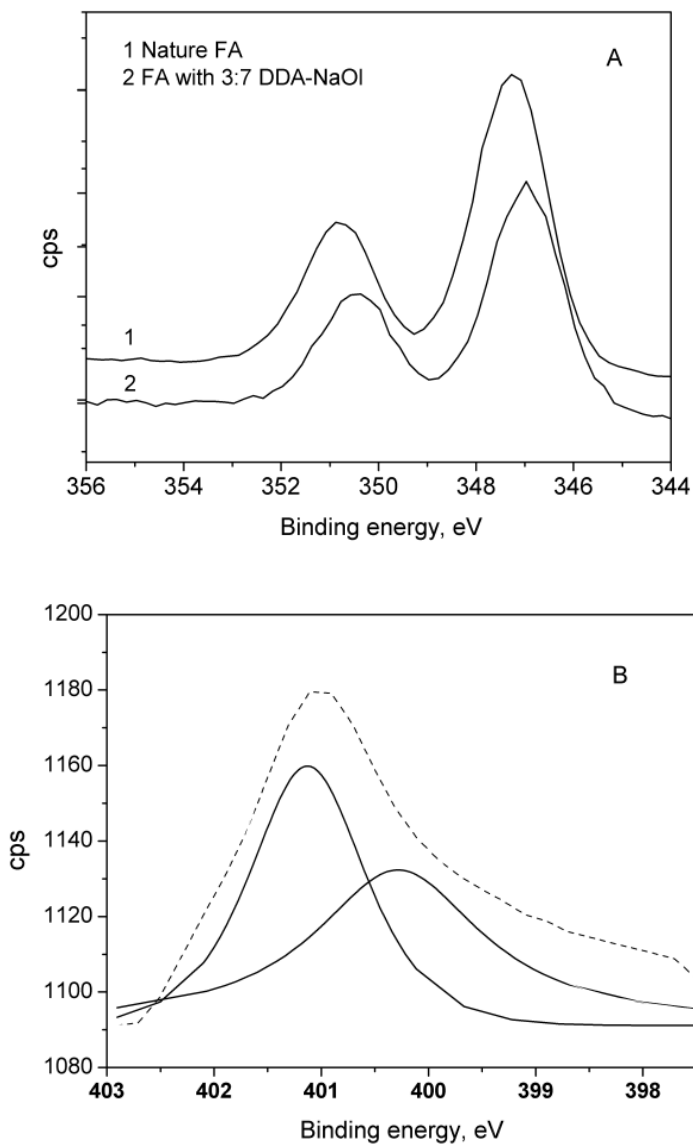 1 Nature FA
2 FA with 3:7 DDA-NaOl
A
cps
1
2
356 354 352 350 348 346 344
Binding energy, eV
1200
B
1180
1160
1140
cps
1120
1100
1080
403 402 401 400 399 398
Binding energy, eV